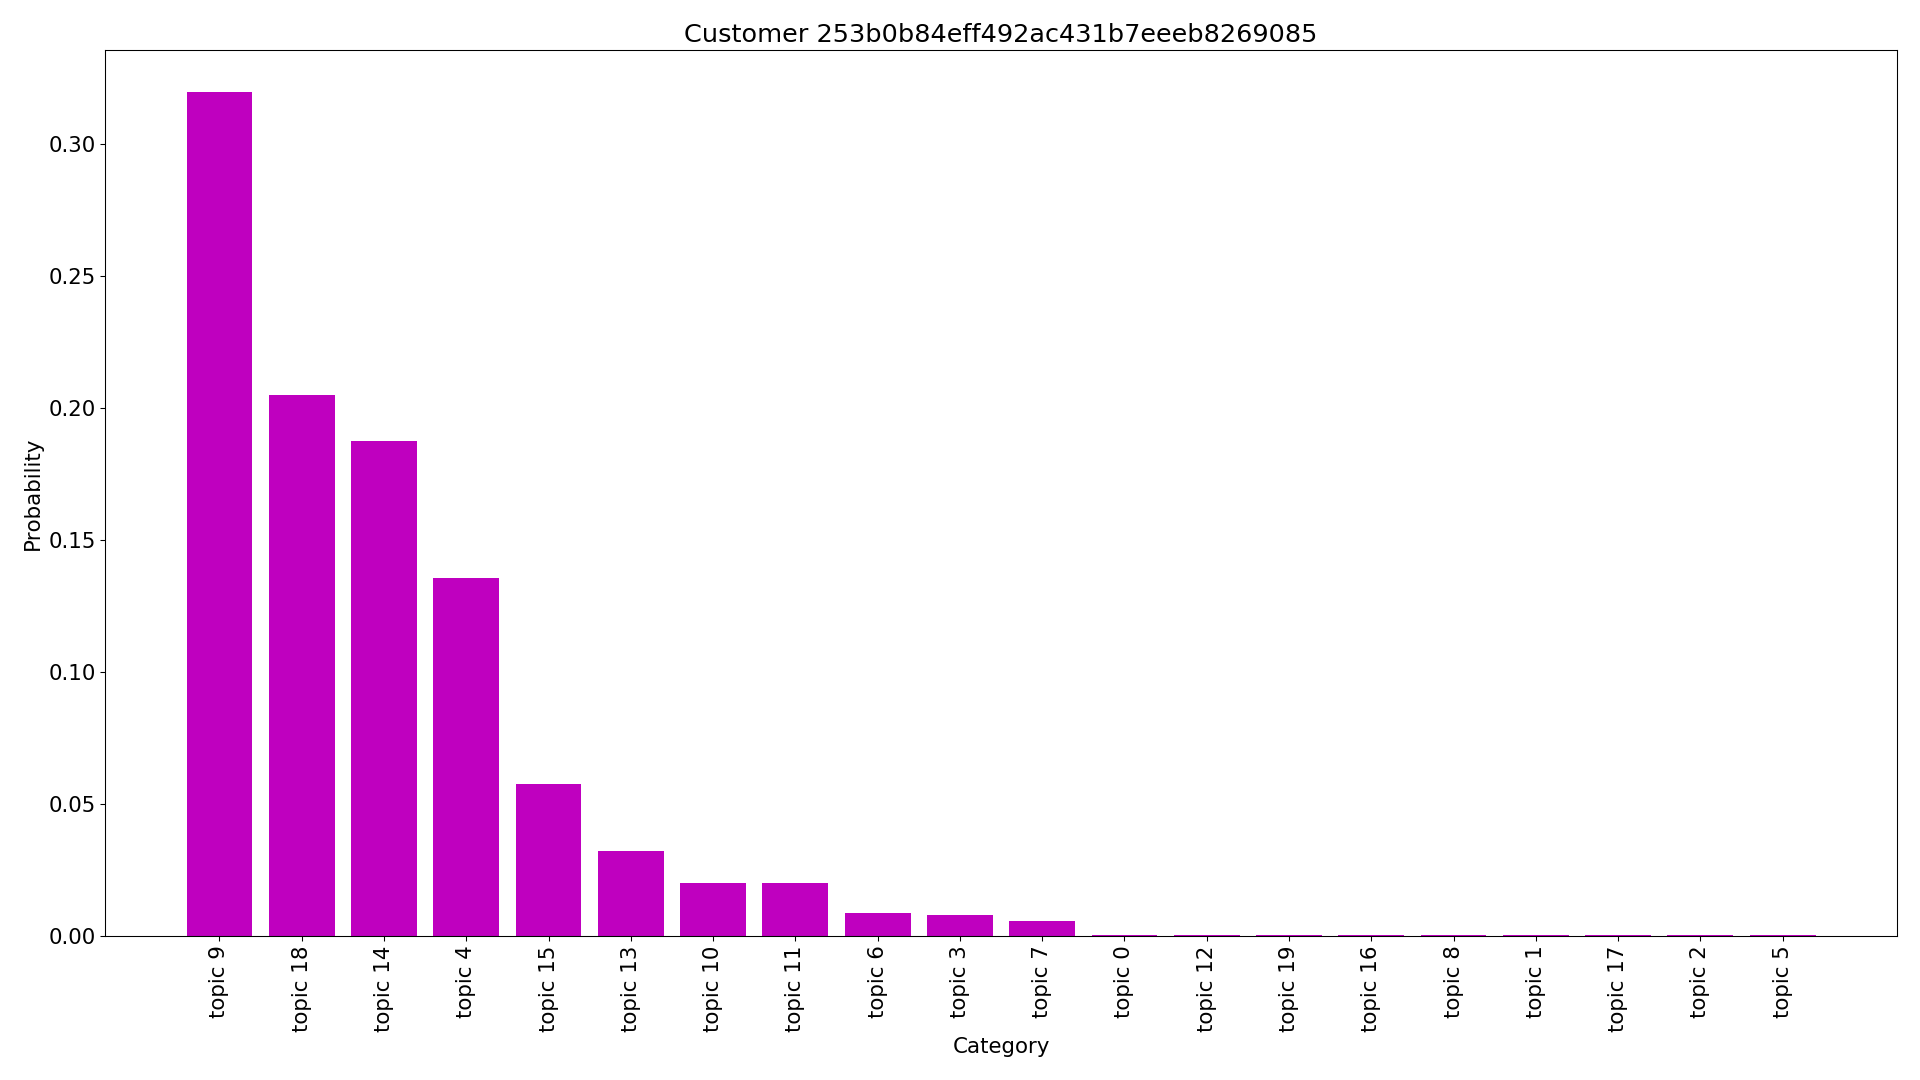 Customer 253b0b84eff492ac431b7eeeb8269085
Probability
0.30
0.25
0.20
0.15
0.10
0.05
0.00
topic 9
topic 18
topic 14
topic 4
topic 15
topic 13
topic 10
topic 11
topic 6
topic 3
topic 7
topic 0
topic 12
topic 19
topic 16
topic 8
topic 1
topic 17
topic 2
topic 5
Category